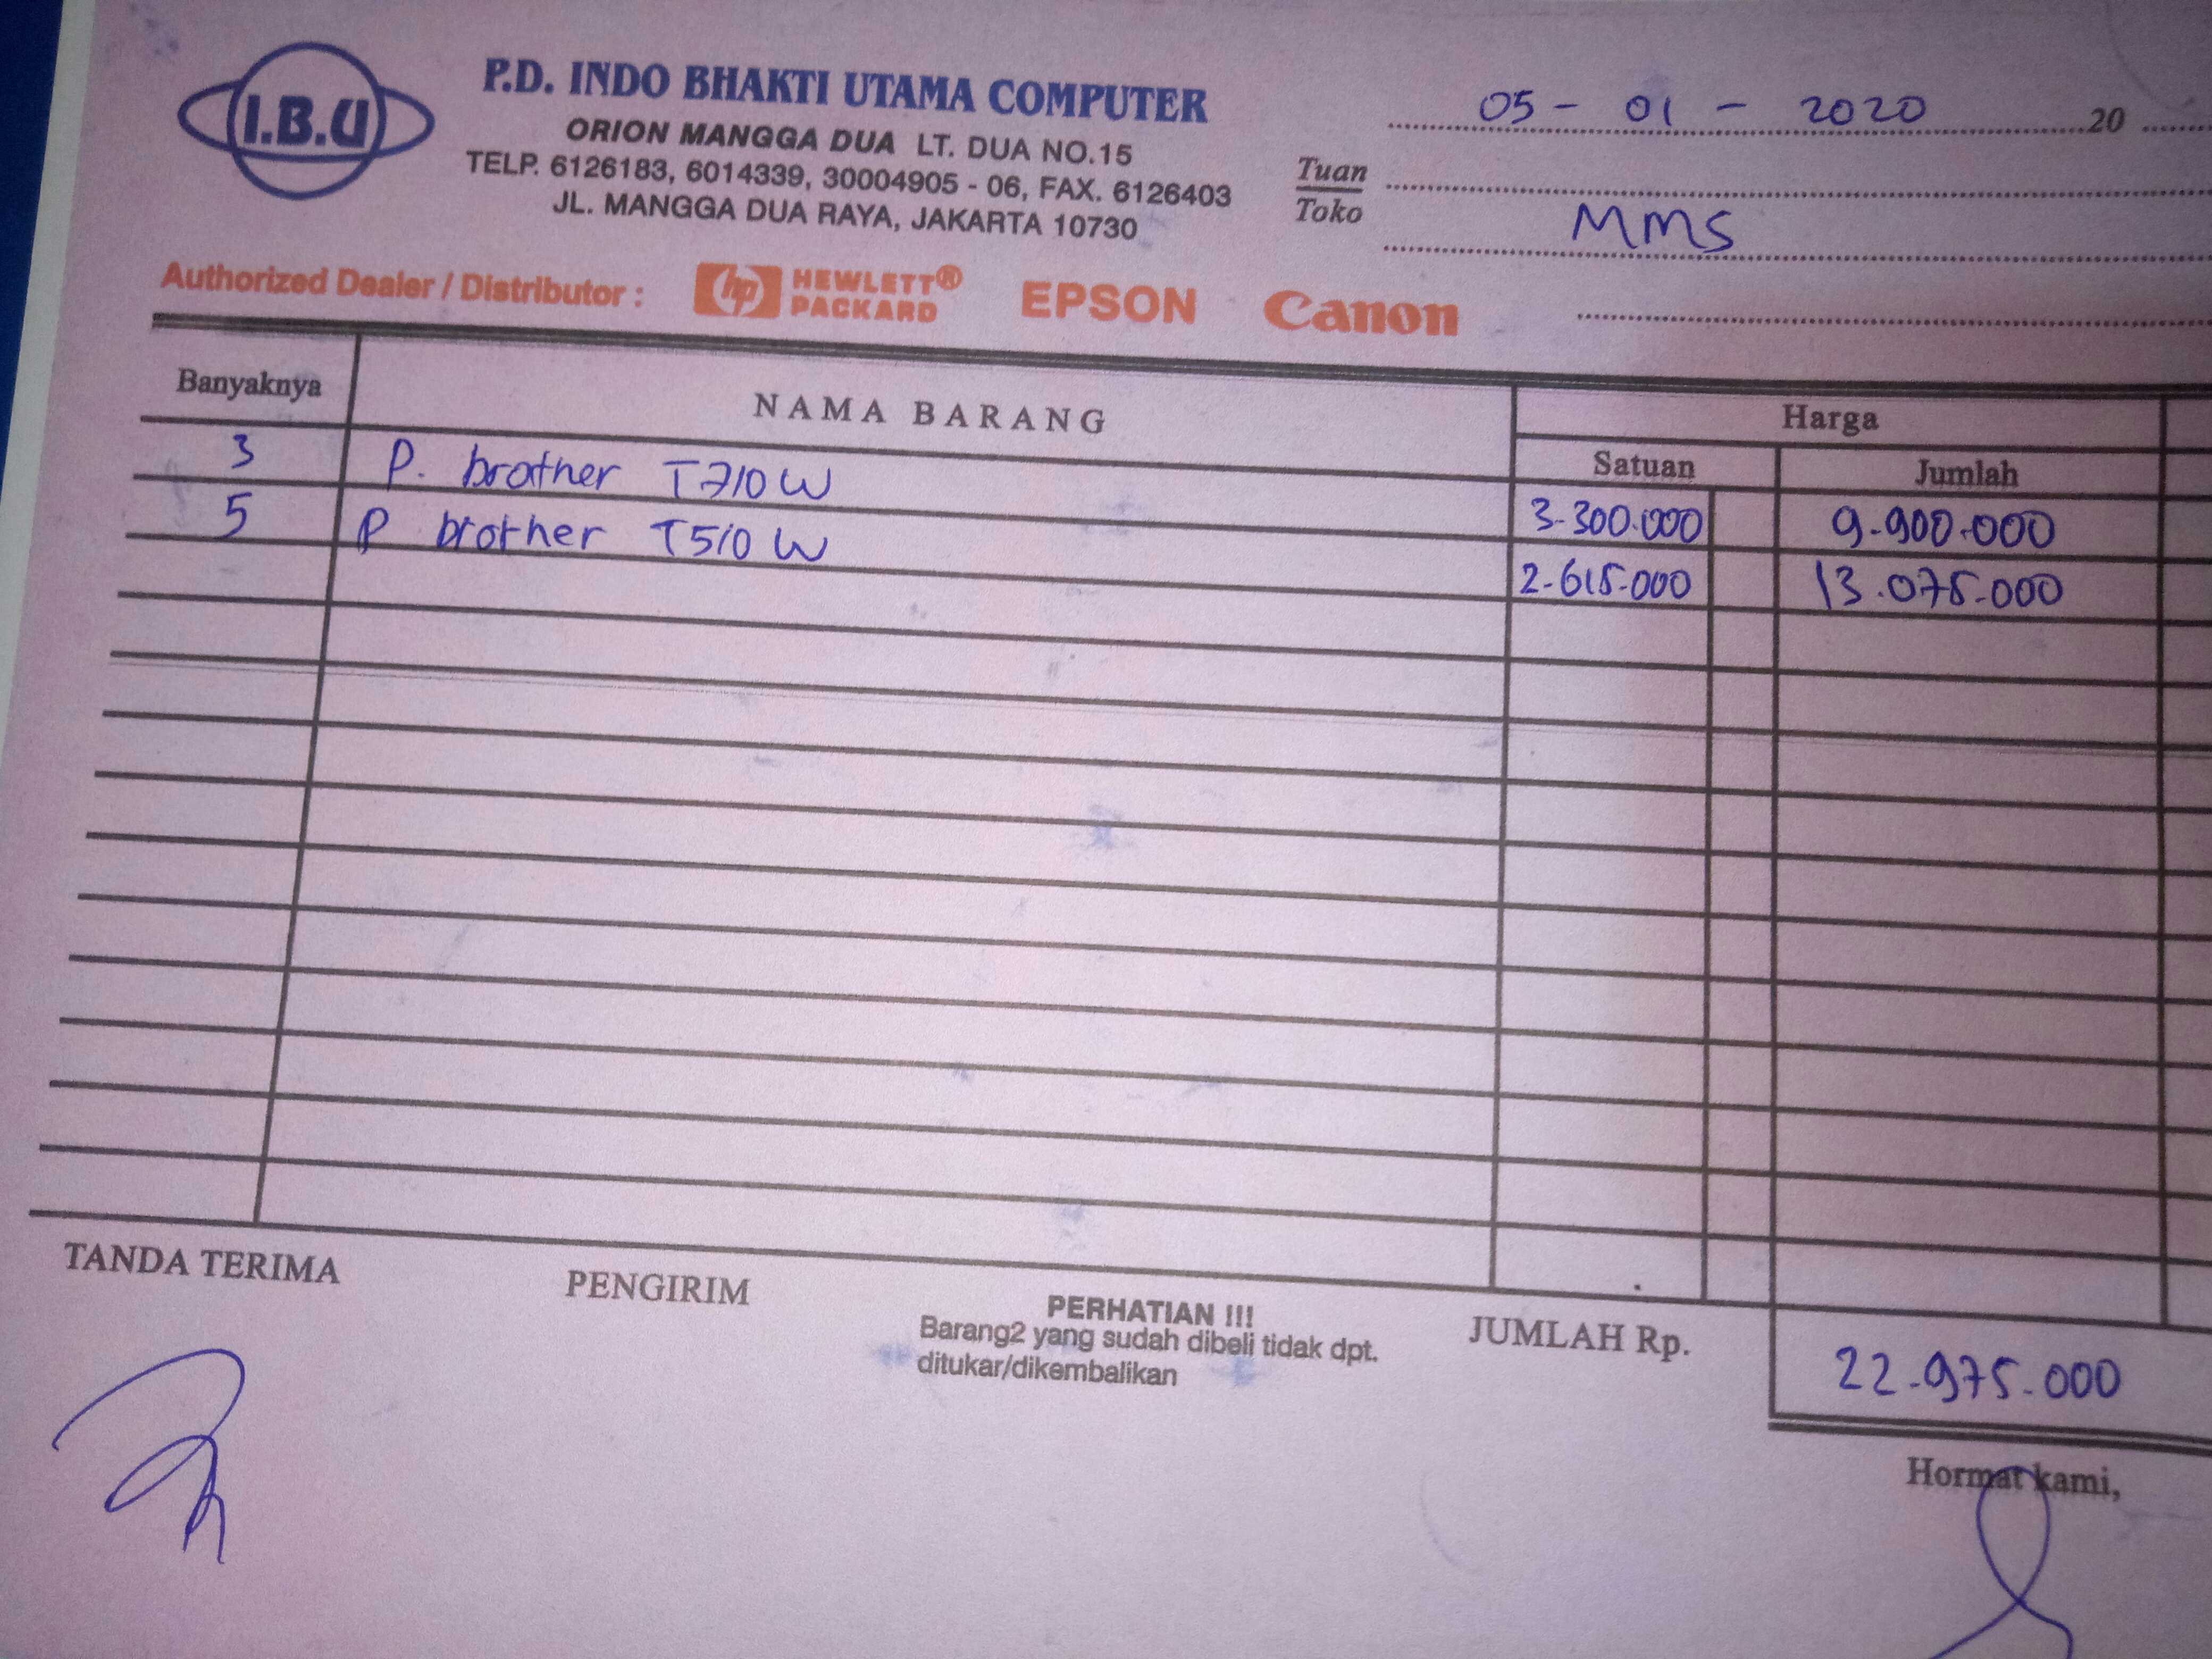 I.B.U
P.D. INDO BHAKTI UTAMA COMPUTER
ORION MANGGA DUA LT. DUA NO.15
TELP. 6126183, 6014339, 30004905 - 06, FAX. 6126403
JL. MANGGA DUA RAYA, JAKARTA 10730
05 - 01 - 2020 20
Tuan
Toko
MMS
Authorized Dealer / Distributor : hp HEWLETT® PACKARD EPSON Canon
Banyaknya NAMA BARANG Harga
Satuan Jumlah
3 P. brother T710W 3.300.000 9.900.000
5 P brother T510W 2.615.000 13.075.000
TANDA TERIMA PENGIRIM
PERHATIAN !!!
Barang2 yang sudah dibeli tidak dpt.
ditukar/dikembalikan
JUMLAH Rp. 22.975.000
Hormat kami,